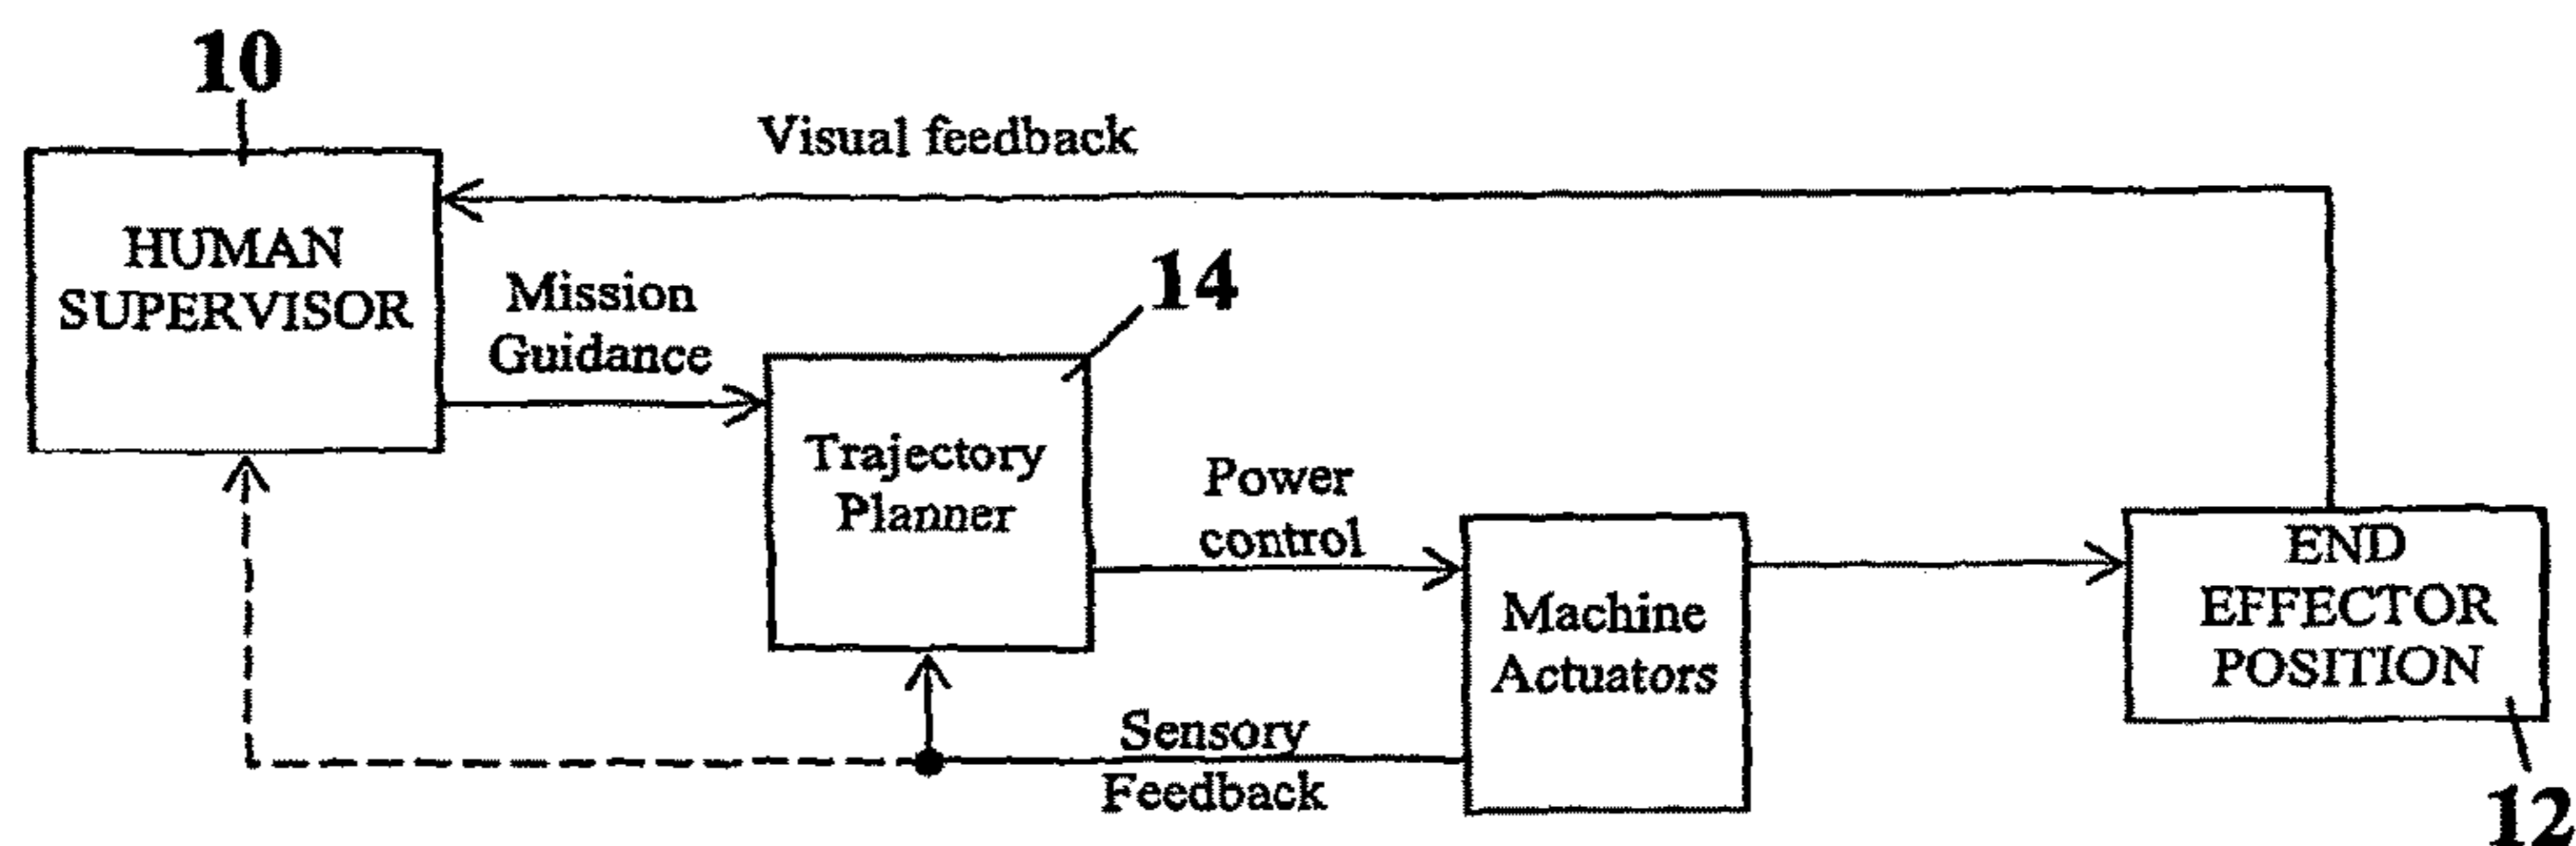 10
Visual feedback
HUMAN
SUPERVISOR
Mission
Guidance
14
Trajectory
Planner
Power
control
Machine
Actuators
END
EFFECTOR
POSITION
Sensory
Feedback
12